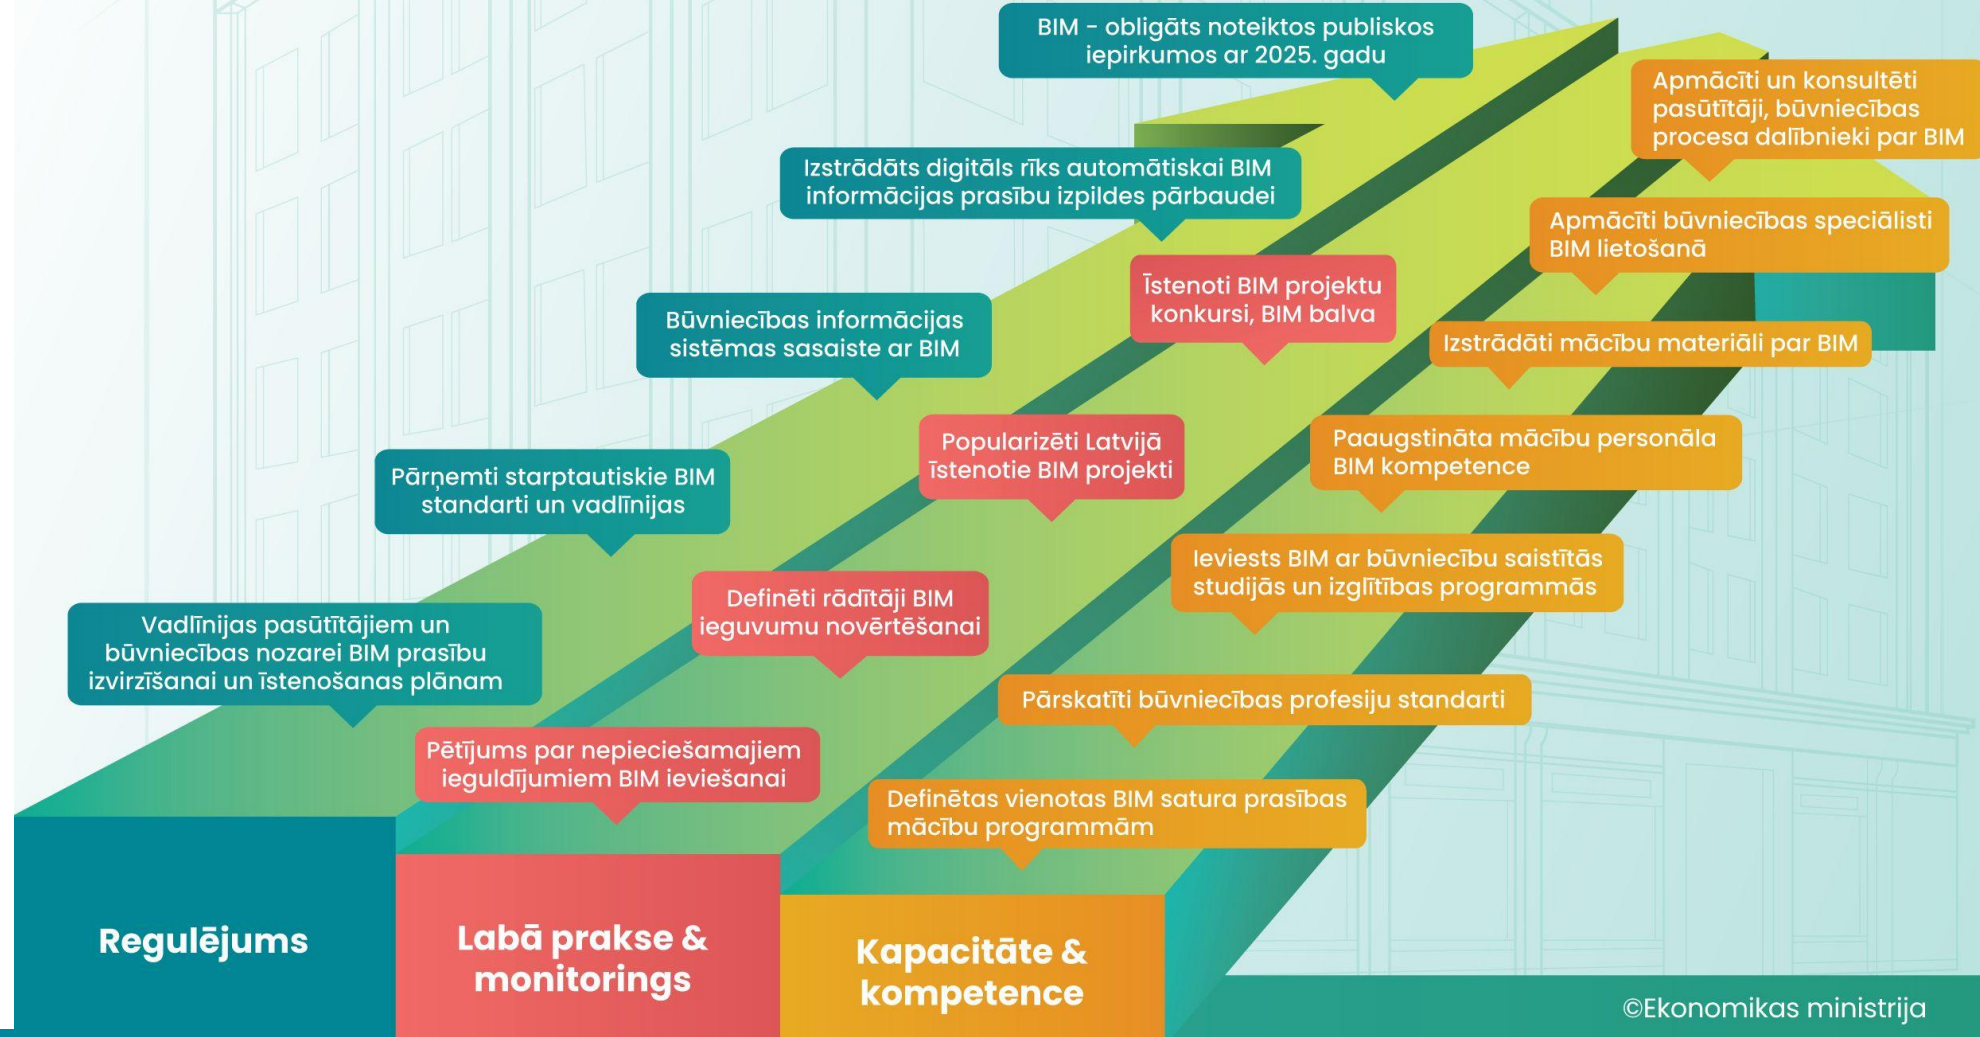 BIM - obligāts noteiktos publiskos
iepirkumos ar 2025. gadu
Apmācīti un konsultēti
pasūtītāji, būvniecības
procesa dalībnieki par BIM
Izstrādāts digitāls rīks automātiskai BIM
informācijas prasību izpildes pārbaudei
Apmācīti būvniecības speciālisti
BIM lietošanā
Īstenoti BIM projektu
konkursi, BIM balva
Būvniecības informācijas
sistēmas sasaiste ar BIM
Izstrādāti mācību materiāli par BIM
Popularizēti Latvijā
īstenotie BIM projekti
Paaugstināta mācību personāla
BIM kompetence
Pārņemti starptautiskie BIM
standarti un vadlīnijas
Ieviests BIM ar būvniecību saistītās
studijās un izglītības programmās
Definēti rādītāji BIM
ieguvumu novērtēšanai
Vadlīnijas pasūtītājiem un
būvniecības nozarei BIM prasību
izvirzīšanai un īstenošanas plānam
Pārskatīti būvniecības profesiju standarti
Pētījums par nepieciešamajiem
ieguldījumiem BIM ieviešanai
Definētas vienotas BIM satura prasības
mācību programmām
Regulējums
Labā prakse &
monitorings
Kapacitāte &
kompetence
©Ekonomikas ministrija